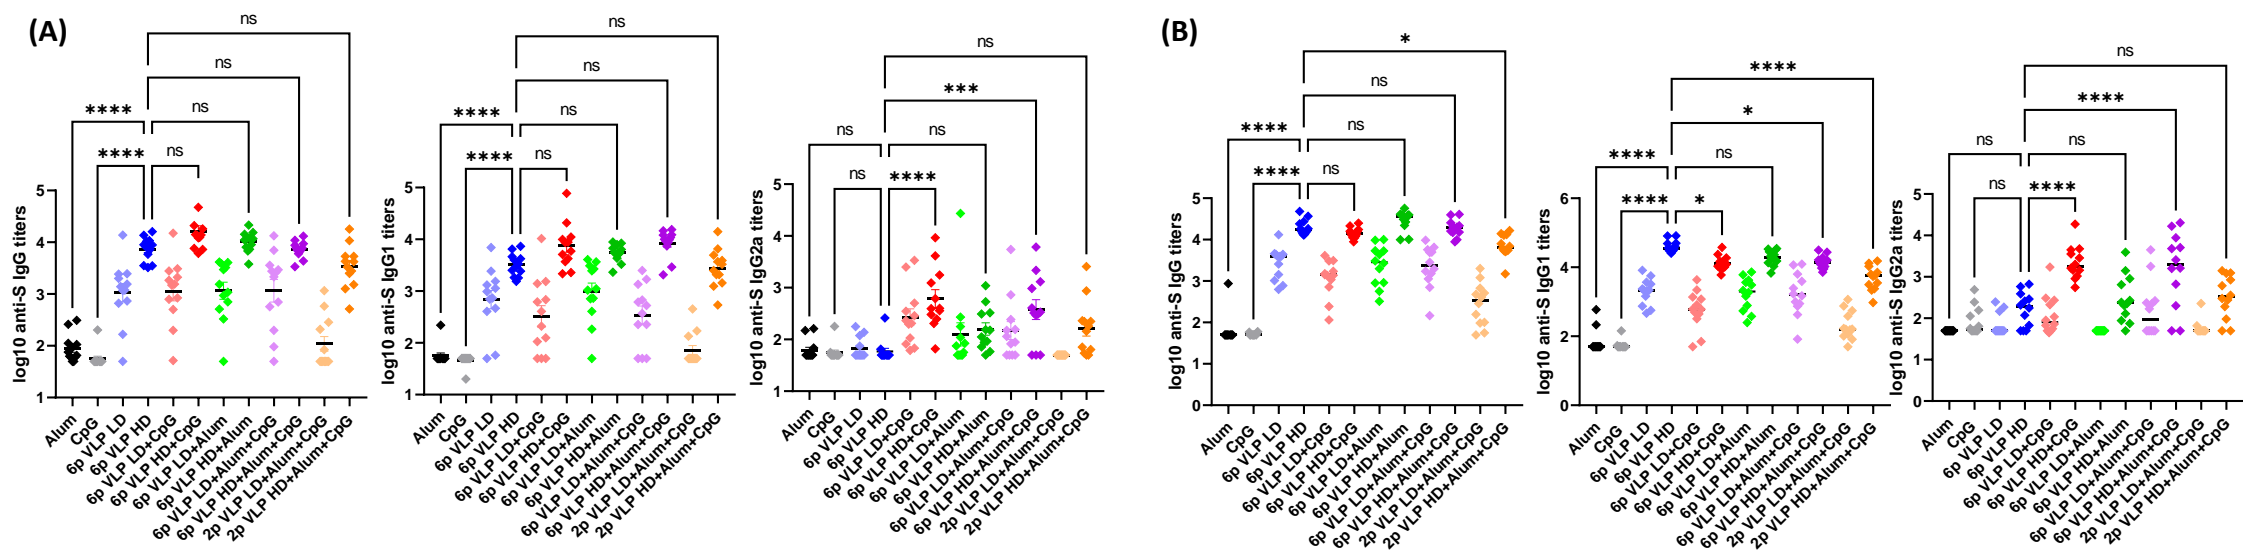 (A)
log10 anti-S IgG titers
5
4
3
2
1
****
****
ns
ns
ns
ns
Alum
CpG
6p VLP LD
6p VLP HD
6p VLP LD+CpG
6p VLP HD+CpG
6p VLP LD+Alum
6p VLP HD+Alum
6p VLP LD+Alum+CpG
6p VLP HD+Alum+CpG
2p VLP LD+Alum+CpG
2p VLP HD+Alum+CpG
log10 anti-S IgG1 titers
5
4
3
2
1
****
****
ns
ns
ns
ns
Alum
CpG
6p VLP LD
6p VLP HD
6p VLP LD+CpG
6p VLP HD+CpG
6p VLP LD+Alum
6p VLP HD+Alum
6p VLP LD+Alum+CpG
6p VLP HD+Alum+CpG
2p VLP LD+Alum+CpG
2p VLP HD+Alum+CpG
log10 anti-S IgG2a titers
5
4
3
2
1
ns
ns
****
ns
***
ns
Alum
CpG
6p VLP LD
6p VLP HD
6p VLP LD+CpG
6p VLP HD+CpG
6p VLP LD+Alum
6p VLP HD+Alum
6p VLP LD+Alum+CpG
6p VLP HD+Alum+CpG
2p VLP LD+Alum+CpG
2p VLP HD+Alum+CpG
(B)
log10 anti-S IgG titers
5
4
3
2
1
0
****
****
ns
ns
ns
*
Alum
CpG
6p VLP LD
6p VLP HD
6p VLP LD+CpG
6p VLP HD+CpG
6p VLP LD+Alum
6p VLP HD+Alum
6p VLP LD+Alum+CpG
6p VLP HD+Alum+CpG
2p VLP LD+Alum+CpG
2p VLP HD+Alum+CpG
log10 anti-S IgG1 titers
6
4
2
0
****
****
*
ns
*
****
Alum
CpG
6p VLP LD
6p VLP HD
6p VLP LD+CpG
6p VLP HD+CpG
6p VLP LD+Alum
6p VLP HD+Alum
6p VLP LD+Alum+CpG
6p VLP HD+Alum+CpG
2p VLP LD+Alum+CpG
2p VLP HD+Alum+CpG
log10 anti-S IgG2a titers
5
4
3
2
1
0
ns
ns
****
ns
****
ns
Alum
CpG
6p VLP LD
6p VLP HD
6p VLP LD+CpG
6p VLP HD+CpG
6p VLP LD+Alum
6p VLP HD+Alum
6p VLP LD+Alum+CpG
6p VLP HD+Alum+CpG
2p VLP LD+Alum+CpG
2p VLP HD+Alum+CpG